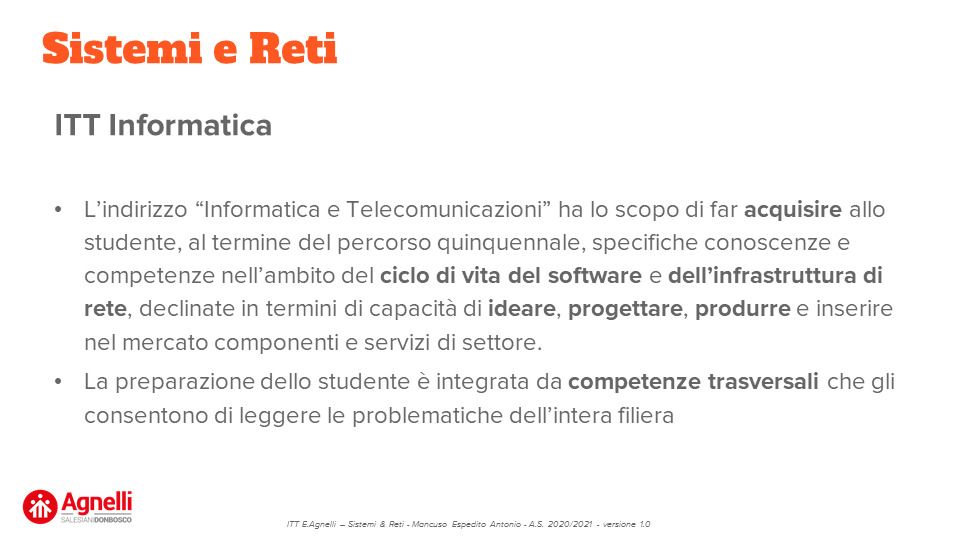 Sistemi e Reti
ITT Informatica
• L’indirizzo “Informatica e Telecomunicazioni” ha lo scopo di far acquisire allo
studente, al termine del percorso quinquennale, specifiche conoscenze e
competenze nell’ambito del ciclo di vita del software e dell’infrastruttura di
rete, declinate in termini di capacità di ideare, progettare, produrre e inserire
nel mercato componenti e servizi di settore.
• La preparazione dello studente è integrata da competenze trasversali che gli
consentono di leggere le problematiche dell’intera filiera
Agnelli
SALESIANIDONBOSCO
ITT E.Agnelli – Sistemi & Reti - Mancuso Espedito Antonio - A.S. 2020/2021 - versione 1.0